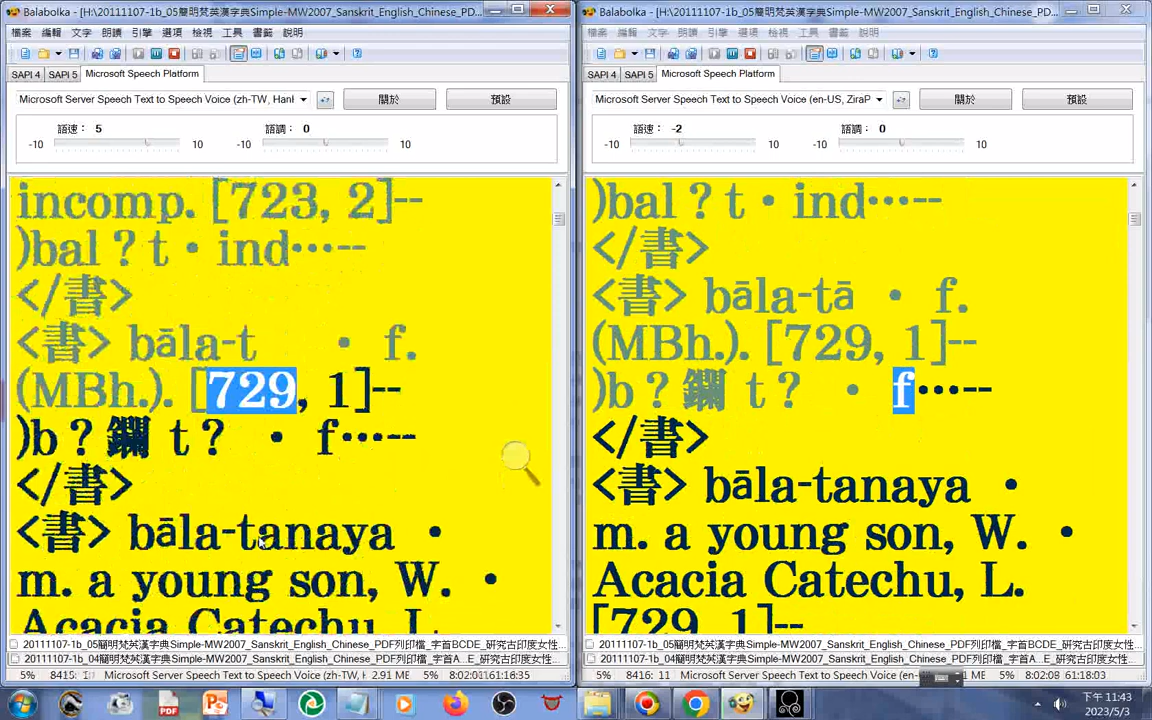 Balabolka - [H:\20111107-1b_05簡明梵英漢字典Simple-MW2007_Sanskrit_English_Chinese_PD...
檔案 編輯 文字 朗讀 引擎 選項 檢視 工具 書籤 說明
SAPI 4 SAPI 5 Microsoft Speech Platform
Microsoft Server Speech Text to Speech Voice (zh-TW, Hanl
關於 預設
語速： 5 語調： 0
-10 10 -10 10
incomp. [723, 2]--
)bal？t‧ind…--
</書>
<書> bāla-t ‧ f.
(MBh.). [729, 1]--
)b？鑭 t？ ‧ f…--
</書>
<書> bāla-tanaya ‧
m. a young son, W. ‧
Acacia Catechu, L.
20111107-1b_05簡明梵英漢字典Simple-MW2007_Sanskrit_English_Chinese_PDF列印檔_字首BCDE_研究古印度女性...
20111107-1b_04簡明梵英漢字典Simple-MW2007_Sanskrit_English_Chinese_PDF列印檔_字首A...E_研究古印度女性...
5% 8415: Microsoft Server Speech Text to Speech Voice (zh-TW, H 2.91 MB 5% 8:02:01 161:16:35
Balabolka - [H:\20111107-1b_05簡明梵英漢字典Simple-MW2007_Sanskrit_English_Chinese_PD...
檔案 編輯 文字 朗讀 引擎 選項 檢視 工具 書籤 說明
SAPI 4 SAPI 5 Microsoft Speech Platform
Microsoft Server Speech Text to Speech Voice (en-US, ZiraP
關於 預設
語速： -2 語調： 0
-10 10 -10 10
)bal？t‧ind…--
</書>
<書> bāla-tā ‧ f.
(MBh.). [729, 1]--
)b？鑭 t？ ‧ f…--
</書>
<書> bāla-tanaya ‧
m. a young son, W. ‧
Acacia Catechu, L.
[729, 1]--
20111107-1b_05簡明梵英漢字典Simple-MW2007_Sanskrit_English_Chinese_PDF列印檔_字首BCDE_研究古印度女性...
20111107-1b_04簡明梵英漢字典Simple-MW2007_Sanskrit_English_Chinese_PDF列印檔_字首A...E_研究古印度女性...
5% 8416: 11 Microsoft Server Speech Text to Speech Voice (en- 5% 8:02:08 61:18:03
下午 11:43
2023/5/3